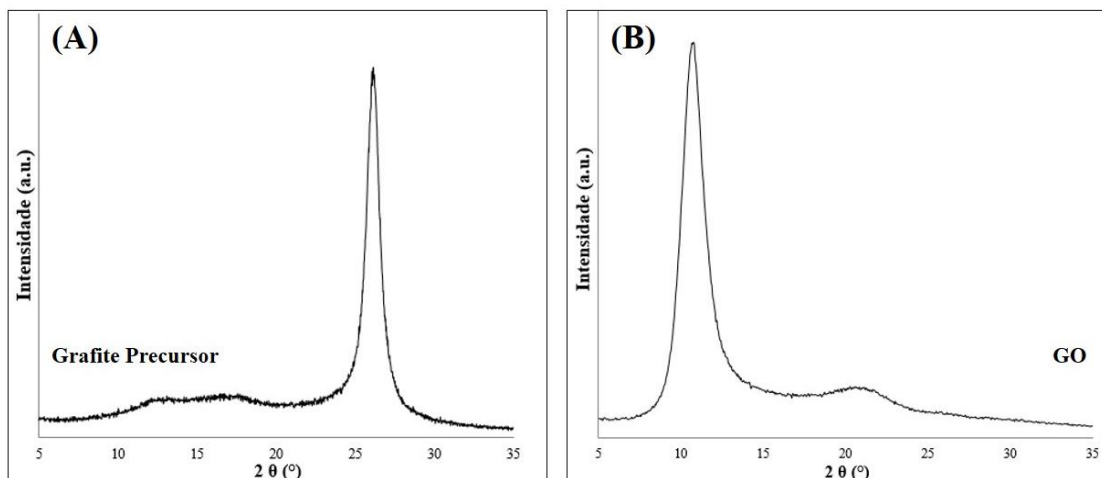 (A)
Intensidade (a.u.)
Grafite Precursor
5 10 15 20 25 30 35
2 θ (°)
(B)
Intensidade (a.u.)
GO
5 10 15 20 25 30 35
2 θ (°)